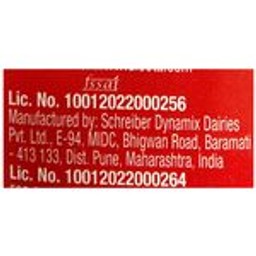 fssai
Lic. No. 10012022000256
Manufactured by: Schreiber Dynamix Dairies
Pvt. Ltd., E-94, MIDC, Bhigwan Road, Baramati
- 413 133, Dist. Pune, Maharashtra, India
Lic. No. 10012022000264